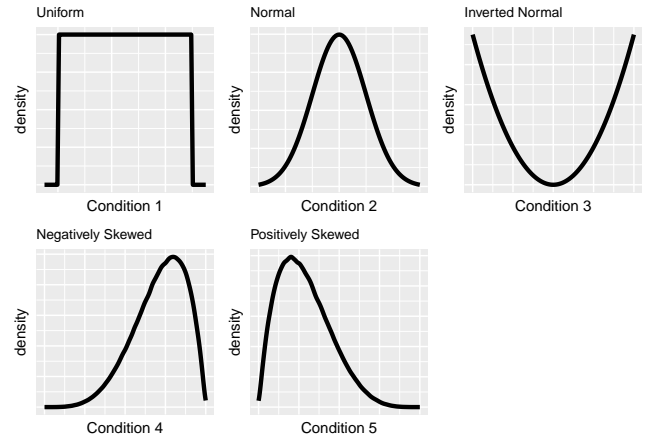 Uniform
density
Condition 1
Normal
density
Condition 2
Inverted Normal
density
Condition 3
Negatively Skewed
density
Condition 4
Positively Skewed
density
Condition 5